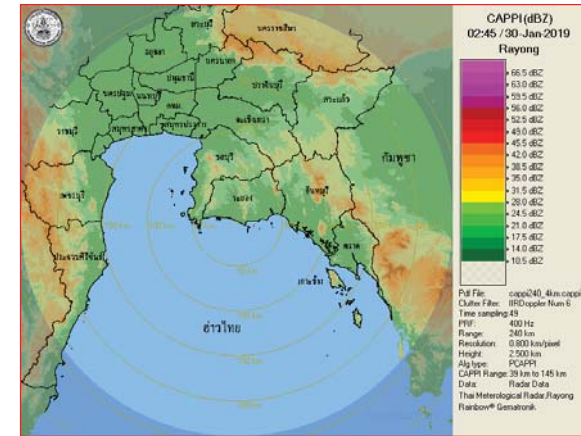 CAPPI (dBZ)
02:45 / 30-Jan-2019
Rayong
66.5 dBZ
63.0 dBZ
59.5 dBZ
56.0 dBZ
52.5 dBZ
49.0 dBZ
45.5 dBZ
42.0 dBZ
38.5 dBZ
35.0 dBZ
31.5 dBZ
28.0 dBZ
24.5 dBZ
21.0 dBZ
17.5 dBZ
14.0 dBZ
10.5 dBZ
Pdf File: cappi240_4km.cappi
Clutter Filter: IIRDoppler Num 6
Time sampling: 49
PRF: 400 Hz
Range: 240 km
Resolution: 0.800 km/pixel
Height: 2.500 km
Alg type: PCAPPI
CAPPI Range: 39 km to 145 km
Data: Radar Data
Thai Meterological Radar,Rayong
Rainbow® Gematronik
สระบุรี
นครราชสีมา
อยุธยา
นครนายก
ปทุมธานี
ปราจีนบุรี
สระแก้ว
นครปฐม
นนทบุรี
กทม.
ฉะเชิงเทรา
ราชบุรี
สมุทรสาคร
สมุทรปราการ
กัมพูชา
ชลบุรี
เพชรบุรี
ระยอง
จันทบุรี
ประจวบคีรีขันธ์
ตราด
เกาะช้าง
อ่าวไทย